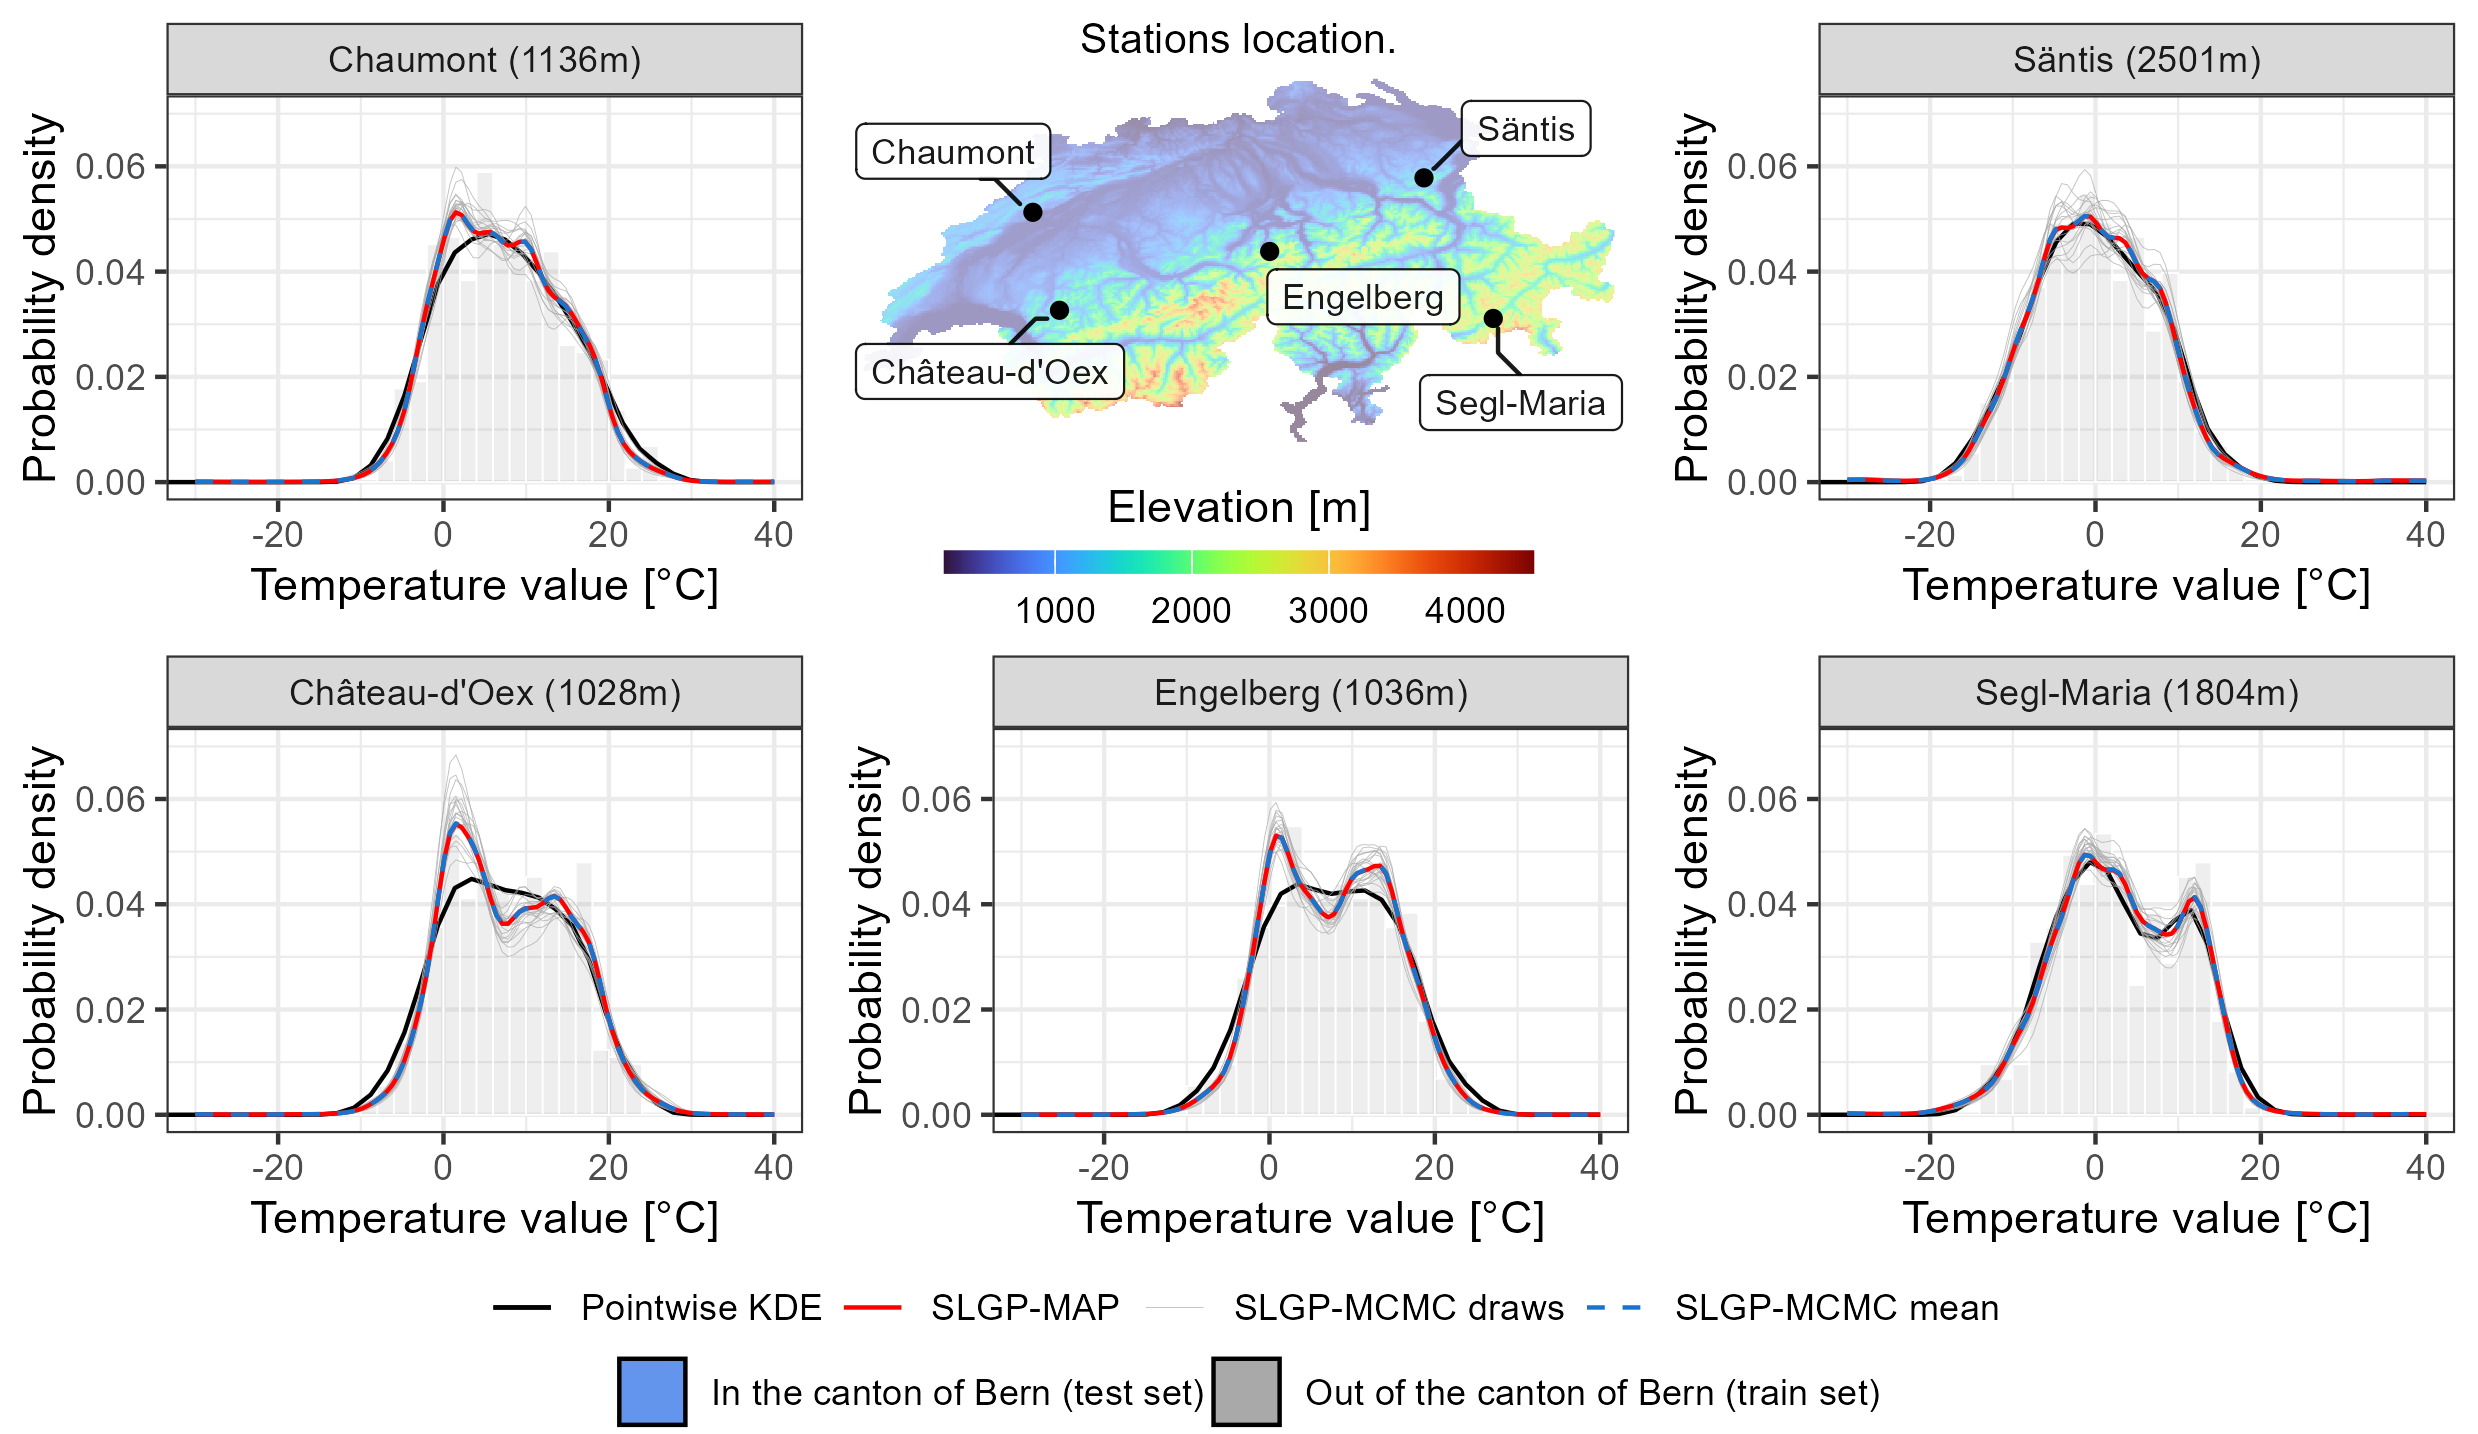 Chaumont (1136m)
Probability density
0.06
0.04
0.02
0.00
-20 0 20 40
Temperature value [°C]
Stations location.
Chaumont
Säntis
Engelberg
Château-d'Oex
Segl-Maria
Elevation [m]
1000 2000 3000 4000
Säntis (2501m)
Probability density
0.06
0.04
0.02
0.00
-20 0 20 40
Temperature value [°C]
Château-d'Oex (1028m)
Probability density
0.06
0.04
0.02
0.00
-20 0 20 40
Temperature value [°C]
Engelberg (1036m)
Probability density
0.06
0.04
0.02
0.00
-20 0 20 40
Temperature value [°C]
Segl-Maria (1804m)
Probability density
0.06
0.04
0.02
0.00
-20 0 20 40
Temperature value [°C]
Pointwise KDE SLGP-MAP SLGP-MCMC draws SLGP-MCMC mean
In the canton of Bern (test set) Out of the canton of Bern (train set)